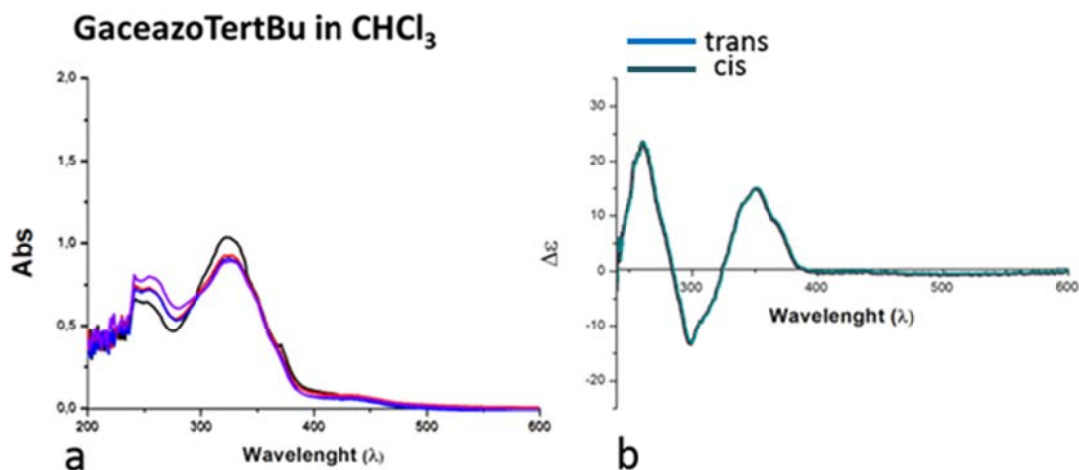 GaceazoTertBu in CHCl₃
trans
cis
2,0
1,5
1,0
0,5
0,0
Abs
200
300
400
500
600
Wavelenght (λ)
a
30
20
10
0
-10
-20
Δε
300
400
500
600
Wavelenght (λ)
b